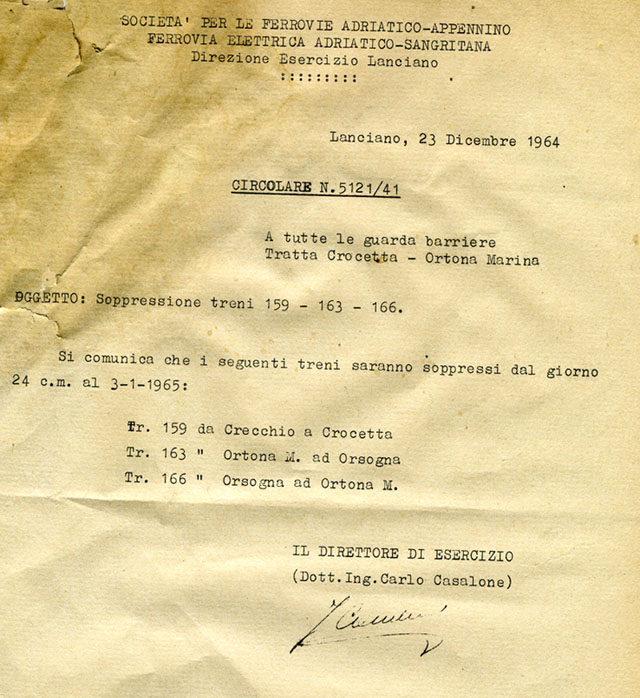 SOCIETA' PER LE FERROVIE ADRIATICO-APPENNINO
FERROVIA ELETTRICA ADRIATICO-SANGRITANA
Direzione Esercizio Lanciano
:::::::::
Lanciano, 23 Dicembre 1964
CIRCOLARE N.5121/41
A tutte le guarda barriere
Tratta Crocetta - Ortona Marina
OGGETTO: Soppressione treni 159 - 163 - 166.
Si comunica che i seguenti treni saranno soppressi dal giorno
24 c.m. al 3-1-1965:
Tr. 159 da Crecchio a Crocetta
Tr. 163 " Ortona M. ad Orsogna
Tr. 166 " Orsogna ad Ortona M.
IL DIRETTORE DI ESERCIZIO
(Dott.Ing.Carlo Casalone)